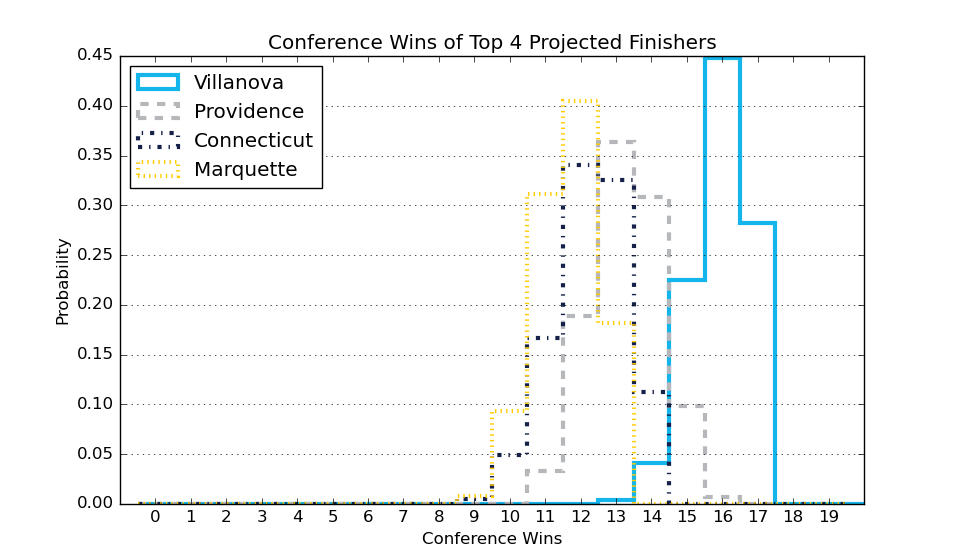 Conference Wins of Top 4 Projected Finishers
Villanova
Providence
Connecticut
Marquette
Probability
0.45
0.40
0.35
0.30
0.25
0.20
0.15
0.10
0.05
0.00
0 1 2 3 4 5 6 7 8 9 10 11 12 13 14 15 16 17 18 19
Conference Wins